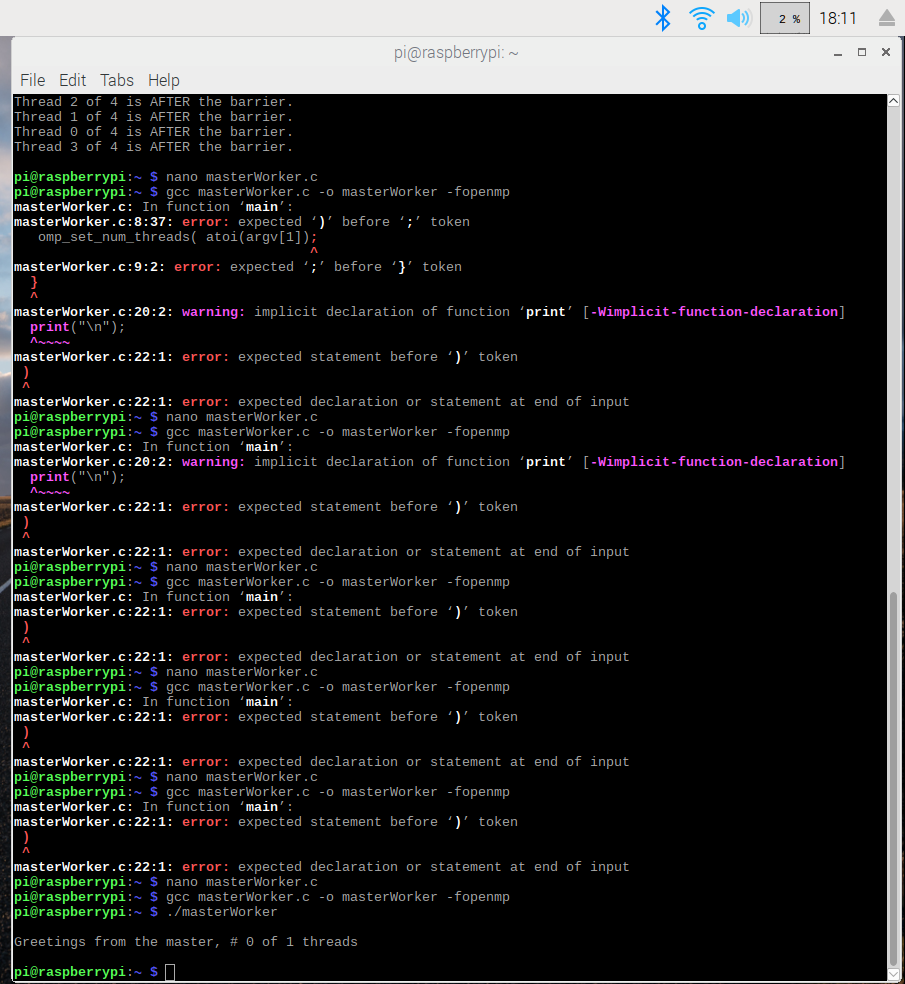 2 % 18:11
pi@raspberrypi: ~
File Edit Tabs Help
Thread 2 of 4 is AFTER the barrier.
Thread 1 of 4 is AFTER the barrier.
Thread 0 of 4 is AFTER the barrier.
Thread 3 of 4 is AFTER the barrier.
pi@raspberrypi:~ $ nano masterWorker.c
pi@raspberrypi:~ $ gcc masterWorker.c -o masterWorker -fopenmp
masterWorker.c: In function ‘main’:
masterWorker.c:8:37: error: expected ‘)’ before ‘;’ token
omp_set_num_threads( atoi(argv[1]);
^
masterWorker.c:9:2: error: expected ‘;’ before ‘}’ token
}
^
masterWorker.c:20:2: warning: implicit declaration of function ‘print’ [-Wimplicit-function-declaration]
print("\n");
^~~~~
masterWorker.c:22:1: error: expected statement before ‘)’ token
)
^
masterWorker.c:22:1: error: expected declaration or statement at end of input
pi@raspberrypi:~ $ nano masterWorker.c
pi@raspberrypi:~ $ gcc masterWorker.c -o masterWorker -fopenmp
masterWorker.c: In function ‘main’:
masterWorker.c:20:2: warning: implicit declaration of function ‘print’ [-Wimplicit-function-declaration]
print("\n");
^~~~~
masterWorker.c:22:1: error: expected statement before ‘)’ token
)
^
masterWorker.c:22:1: error: expected declaration or statement at end of input
pi@raspberrypi:~ $ nano masterWorker.c
pi@raspberrypi:~ $ gcc masterWorker.c -o masterWorker -fopenmp
masterWorker.c: In function ‘main’:
masterWorker.c:22:1: error: expected statement before ‘)’ token
)
^
masterWorker.c:22:1: error: expected declaration or statement at end of input
pi@raspberrypi:~ $ nano masterWorker.c
pi@raspberrypi:~ $ gcc masterWorker.c -o masterWorker -fopenmp
masterWorker.c: In function ‘main’:
masterWorker.c:22:1: error: expected statement before ‘)’ token
)
^
masterWorker.c:22:1: error: expected declaration or statement at end of input
pi@raspberrypi:~ $ nano masterWorker.c
pi@raspberrypi:~ $ gcc masterWorker.c -o masterWorker -fopenmp
masterWorker.c: In function ‘main’:
masterWorker.c:22:1: error: expected statement before ‘)’ token
)
^
masterWorker.c:22:1: error: expected declaration or statement at end of input
pi@raspberrypi:~ $ nano masterWorker.c
pi@raspberrypi:~ $ gcc masterWorker.c -o masterWorker -fopenmp
pi@raspberrypi:~ $ ./masterWorker
Greetings from the master, # 0 of 1 threads
pi@raspberrypi:~ $